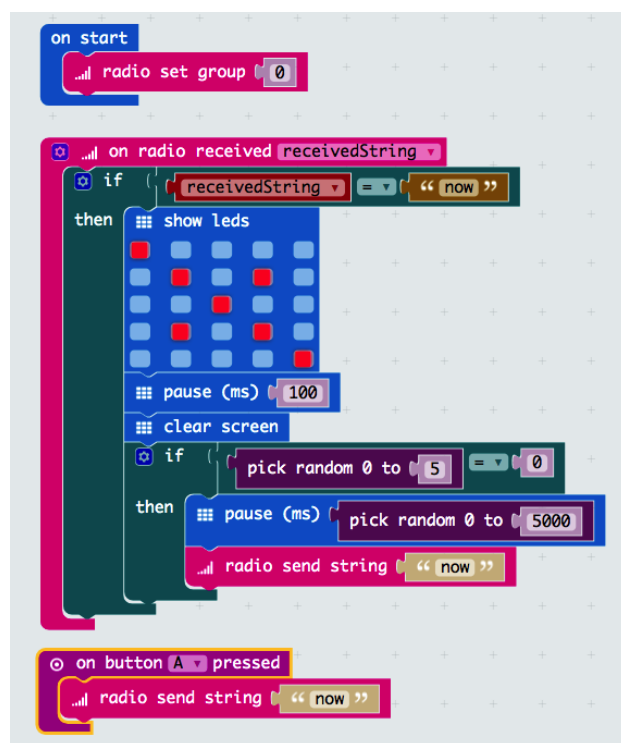 on start
radio set group 0
on radio received receivedString
if receivedString = “ now ”
then show leds
pause (ms) 100
clear screen
if pick random 0 to 5 = 0
then pause (ms) pick random 0 to 5000
radio send string “ now ”
on button A pressed
radio send string “ now ”